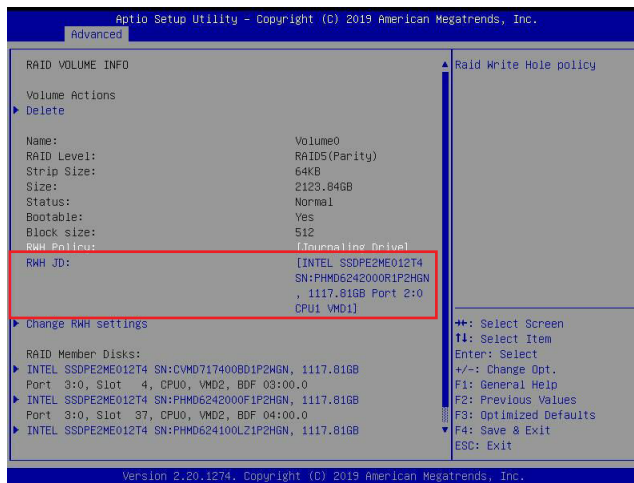 Aptio Setup Utility - Copyright (C) 2019 American Megatrends, Inc.
Advanced
RAID VOLUME INFO
Volume Actions
Delete
Name: Volume0
RAID Level: RAID5(Parity)
Strip Size: 64KB
Size: 2123.84GB
Status: Normal
Bootable: Yes
Block size: 512
RWH Policy: [Journaling Drive]
RWH JD: [INTEL SSDPE2ME012T4
SN:PHMD6242000R1P2HGN
, 1117.81GB Port 2:0
CPU1 VMD1]
Change RWH settings
RAID Member Disks:
INTEL SSDPE2ME012T4 SN:CVMD717400BD1P2WGN, 1117.81GB
Port 3:0, Slot 4, CPU0, VMD2, BDF 03:00.0
INTEL SSDPE2ME012T4 SN:PHMD6242000F1P2HGN, 1117.81GB
Port 3:0, Slot 37, CPU0, VMD2, BDF 04:00.0
INTEL SSDPE2ME012T4 SN:PHMD624100LZ1P2HGN, 1117.81GB
Raid Write Hole policy
→←: Select Screen
↑↓: Select Item
Enter: Select
+/-: Change Opt.
F1: General Help
F2: Previous Values
F3: Optimized Defaults
F4: Save & Exit
ESC: Exit
Version 2.20.1274. Copyright (C) 2019 American Megatrends, Inc.